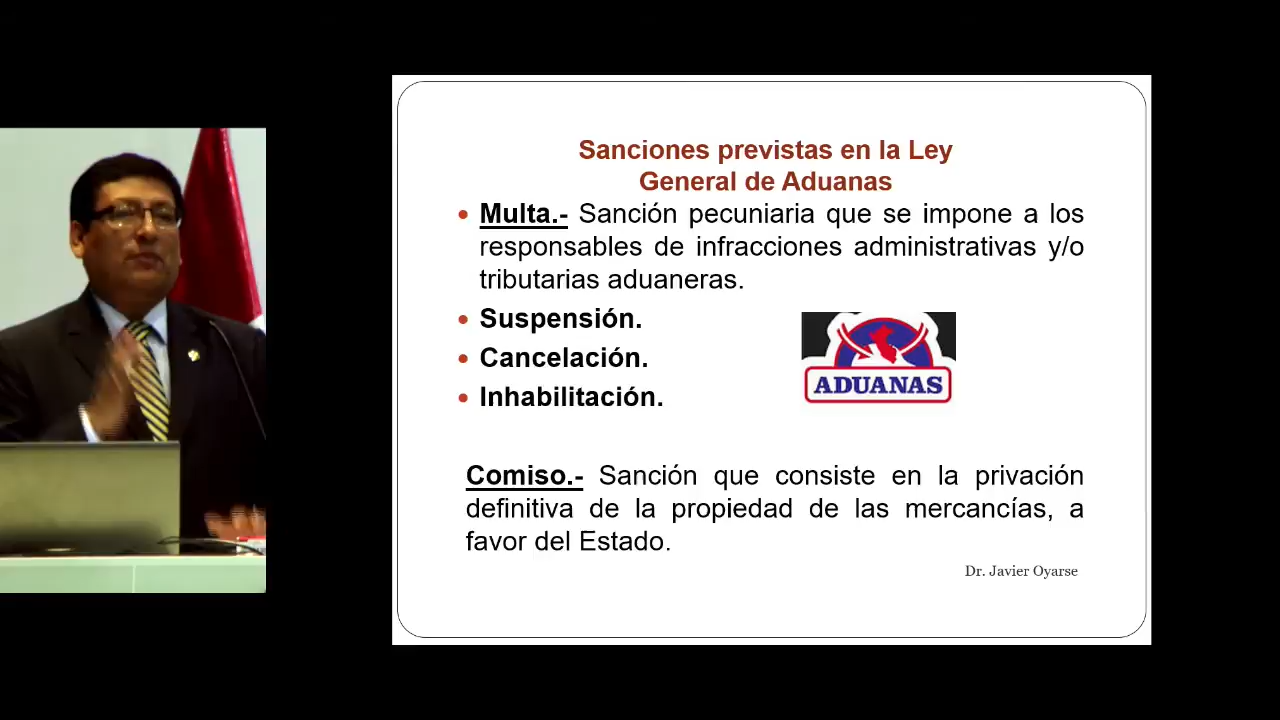 Sanciones previstas en la Ley
General de Aduanas
• Multa.- Sanción pecuniaria que se impone a los
responsables de infracciones administrativas y/o
tributarias aduaneras.
• Suspensión.
• Cancelación.
• Inhabilitación.
ADUANAS
Comiso.- Sanción que consiste en la privación
definitiva de la propiedad de las mercancías, a
favor del Estado.
Dr. Javier Oyarse